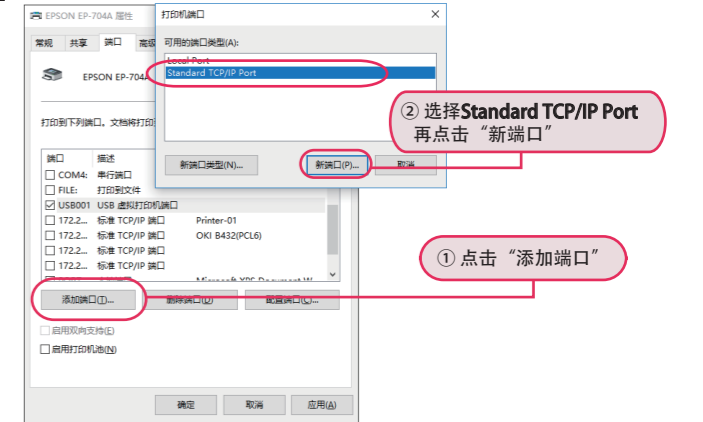 EPSON EP-704A 属性
常规 共享 端口 高级
EPSON EP-704A
打印到下列端口。文档将打印到
端口 描述
COM4: 串行端口
FILE: 打印到文件
USB001 USB 虚拟打印机端口
172.2... 标准 TCP/IP 端口 Printer-01
172.2... 标准 TCP/IP 端口 OKI B432(PCL6)
172.2... 标准 TCP/IP 端口
172.2... 标准 TCP/IP 端口
Microsoft XPS Document W
添加端口(T)... 删除端口(D) 配置端口(C)...
启用双向支持(E)
启用打印机池(N)
确定 取消 应用(A)
打印机端口
可用的端口类型(A):
Local Port
Standard TCP/IP Port
新端口类型(N)... 新端口(P)... 取消
② 选择Standard TCP/IP Port
再点击“新端口”
① 点击“添加端口”